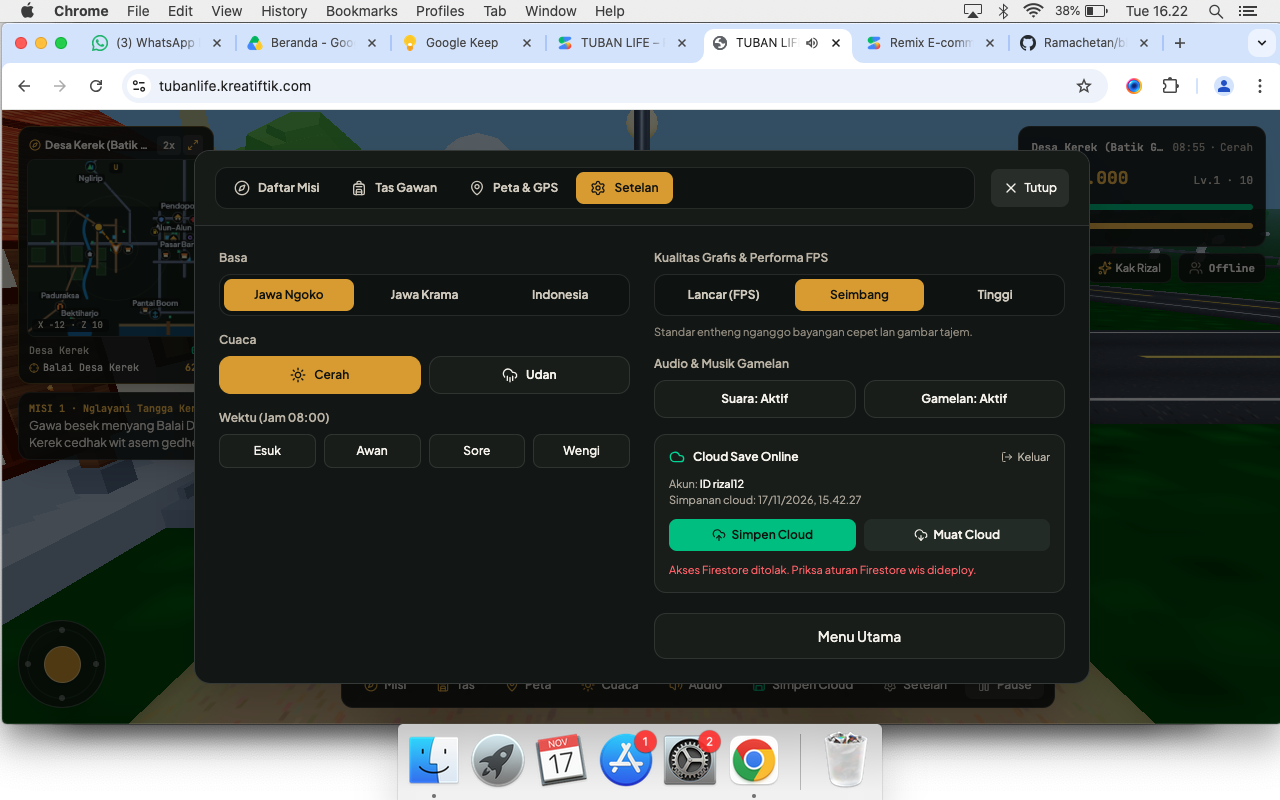 Chrome File Edit View History Bookmarks Profiles Tab Window Help 38% Tue 16.22
(3) WhatsApp Beranda - Goo Google Keep TUBAN LIFE – TUBAN LIF Remix E-comm Ramachetan/b
tubanlife.kreatiftik.com
Desa Kerek (Batik ... 2x
U
Nglirip
Pendopo
Alun-Alun
Pasar Ban
Paduraksa
Pantai Boom
Bektiharjo
X -12 · Z 10
Desa Kerek
Balai Desa Kerek
MISI 1 · Nglayani Tangga Ker
Gawa besek menyang Balai D
Kerek cedhak wit asem gedhe
Daftar Misi Tas Gawan Peta & GPS Setelan Tutup
Basa
Jawa Ngoko Jawa Krama Indonesia
Cuaca
Cerah Udan
Wektu (Jam 08:00)
Esuk Awan Sore Wengi
Kualitas Grafis & Performa FPS
Lancar (FPS) Seimbang Tinggi
Standar entheng nganggo bayangan cepet lan gambar tajem.
Audio & Musik Gamelan
Suara: Aktif Gamelan: Aktif
Cloud Save Online Keluar
Akun: ID rizal12
Simpanan cloud: 17/11/2026, 15.42.27
Simpen Cloud Muat Cloud
Akses Firestore ditolak. Priksa aturan Firestore wis dideploy.
Menu Utama
Desa Kerek (Batik G… 08:55 · Cerah
.000 Lv.1 · 10
Kak Rizal Offline
Misi Tas Peta Cuaca Audio Simpen Cloud Setelan Pause
NOV
17
1
2